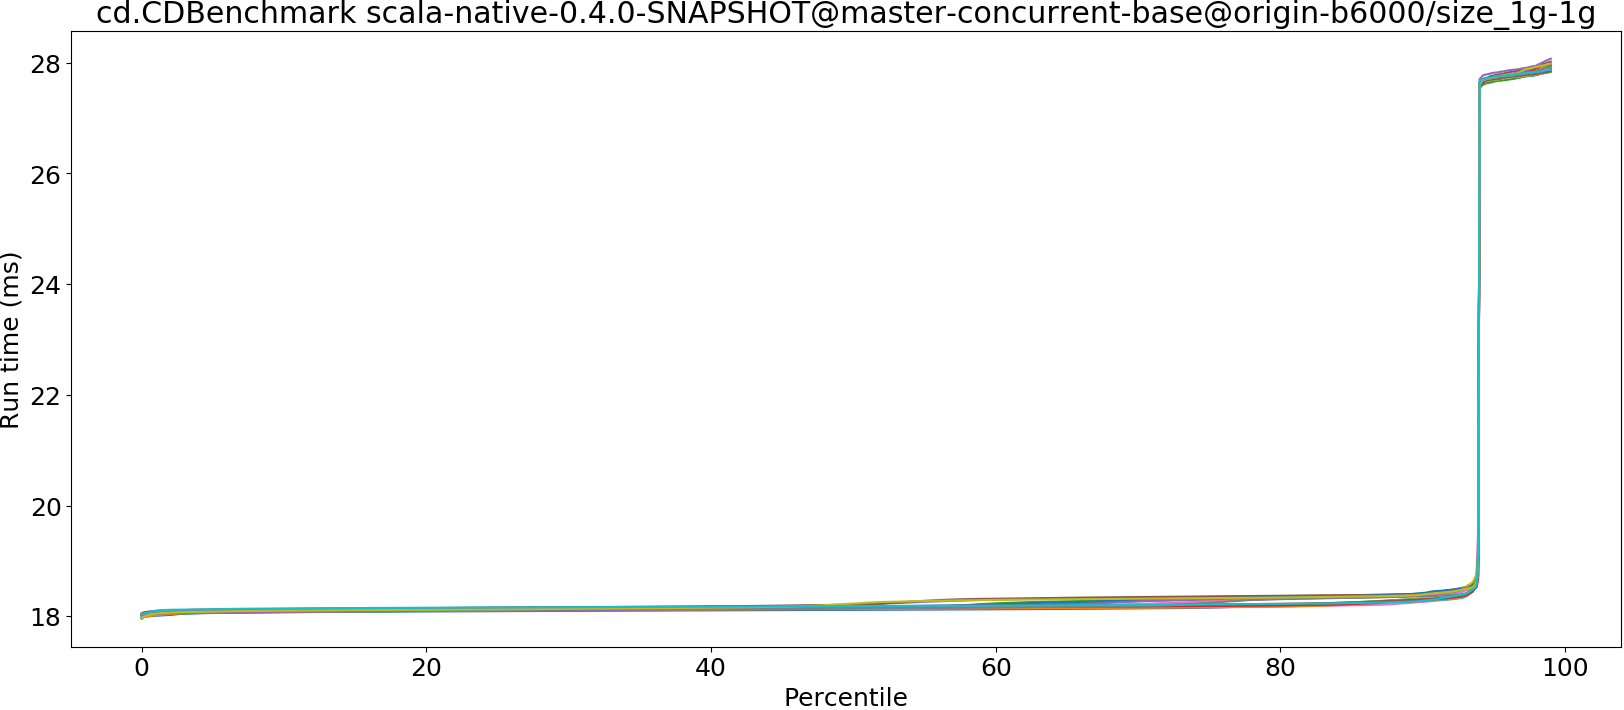 cd.CDBenchmark scala-native-0.4.0-SNAPSHOT@master-concurrent-base@origin-b6000/size_1g-1g
28
26
24
22
20
18
Run time (ms)
0 20 40 60 80 100
Percentile